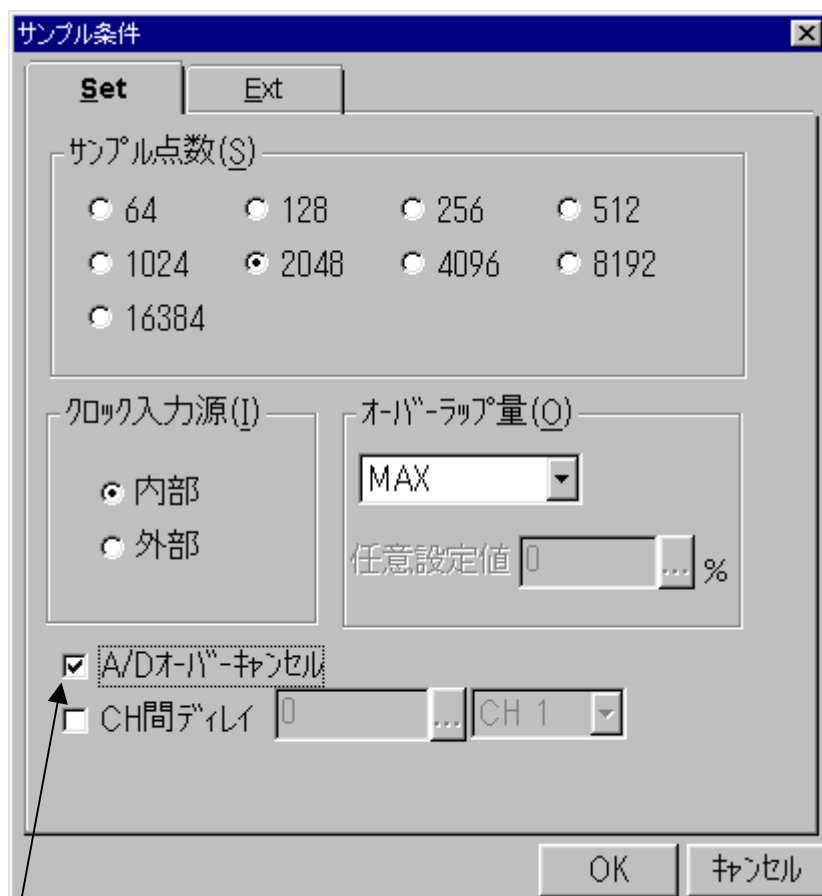 サンプル条件
Set Ext
サンプル点数(S)
64 128 256 512
1024 2048 4096 8192
16384
クロック入力源(I) オーバーラップ量(O)
内部 MAX
外部 任意設定値 0 ... %
A/Dオーバーキャンセル
CH間ディレイ 0 ... CH 1
OK キャンセル